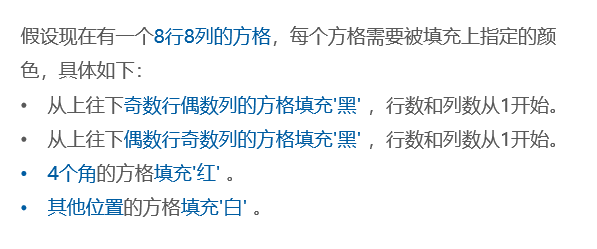 假设现在有一个8行8列的方格，每个方格需要被填充上指定的颜
色，具体如下：
• 从上往下奇数行偶数列的方格填充'黑' ，行数和列数从1开始。
• 从上往下偶数行奇数列的方格填充'黑' ，行数和列数从1开始。
• 4个角的方格填充'红' 。
• 其他位置的方格填充'白' 。